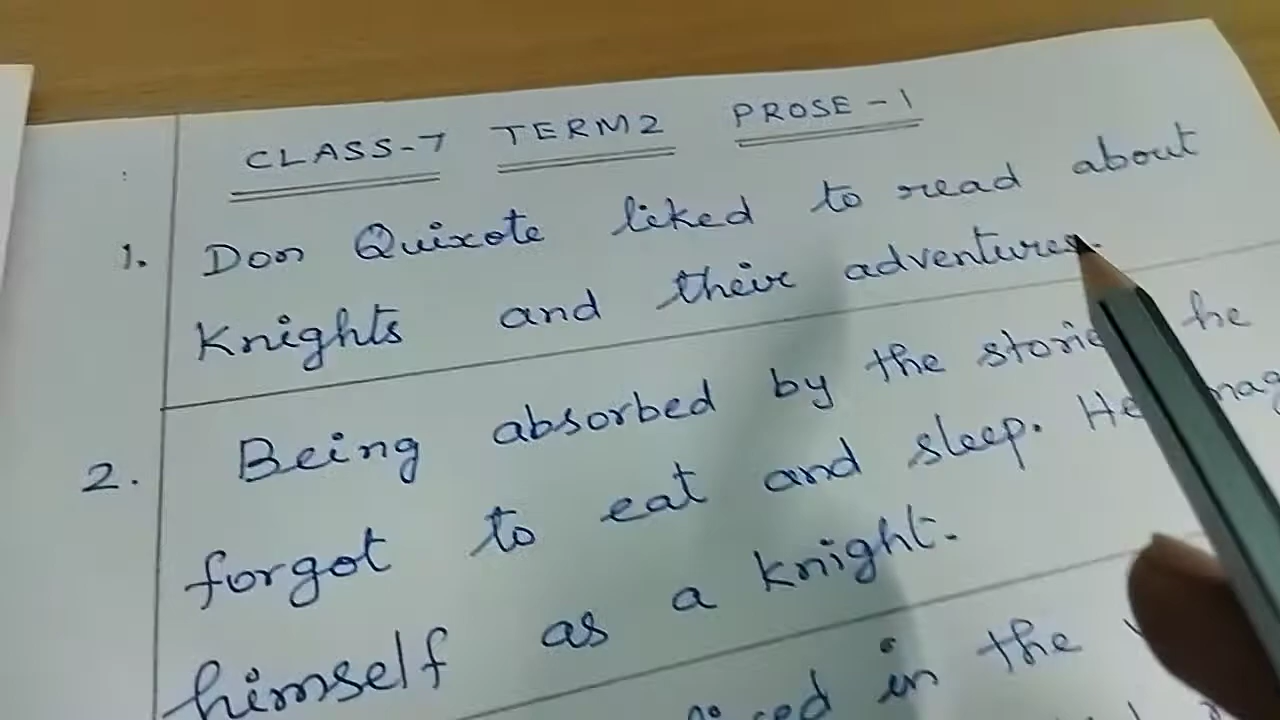 CLASS-7 TERM2 PROSE-1
1. Don Quixote liked to read about
Knights and their adventures.
2. Being absorbed by the stories he
forgot to eat and sleep. He
himself as a knight.
in the